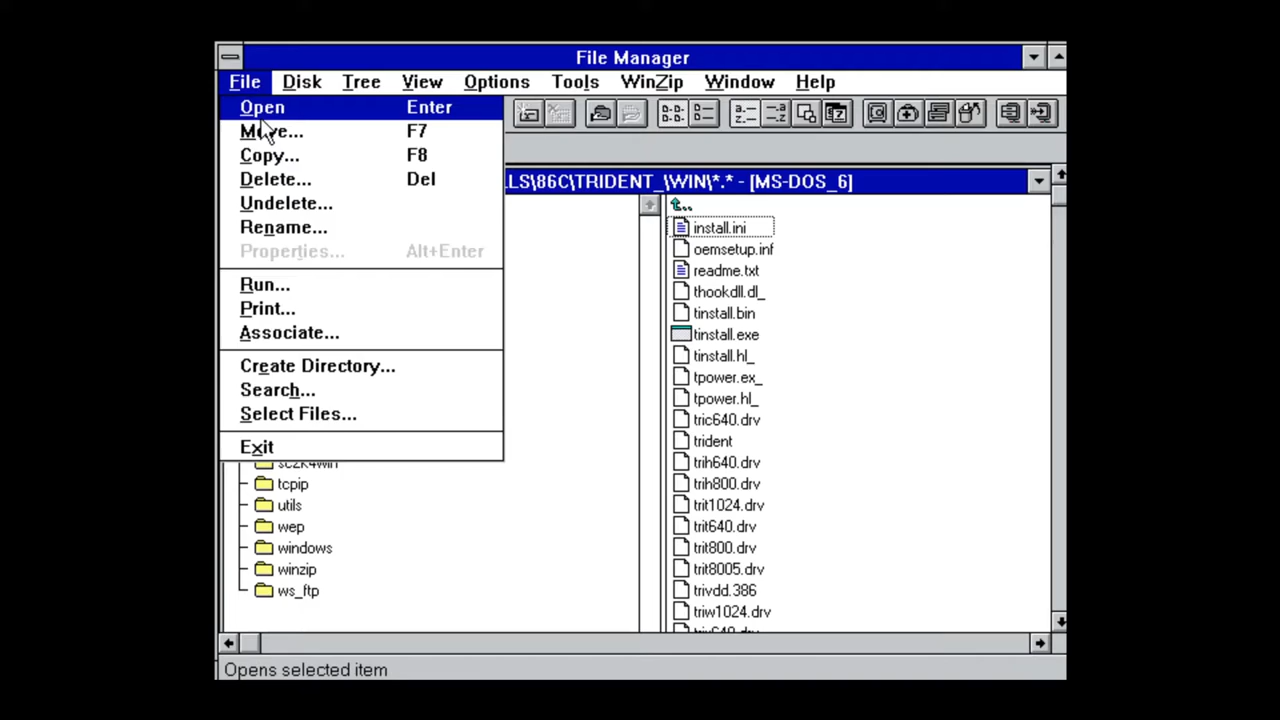 File Manager
File Disk Tree View Options Tools WinZip Window Help
Open Enter
Move... F7
Copy... F8
Delete... Del
Undelete...
Rename...
Properties... Alt+Enter
Run...
Print...
Associate...
Create Directory...
Search...
Select Files...
Exit
LS\86C\TRIDENT_\WIN\*.* - [MS-DOS_6]
sc2k4win
tcpip
utils
wep
windows
winzip
ws_ftp
..
install.ini
oemsetup.inf
readme.txt
thookdll.dl_
tinstall.bin
tinstall.exe
tinstall.hl_
tpower.ex_
tpower.hl_
tric640.drv
trident
trih640.drv
trih800.drv
trit1024.drv
trit640.drv
trit800.drv
trit8005.drv
trivdd.386
triw1024.drv
Opens selected item